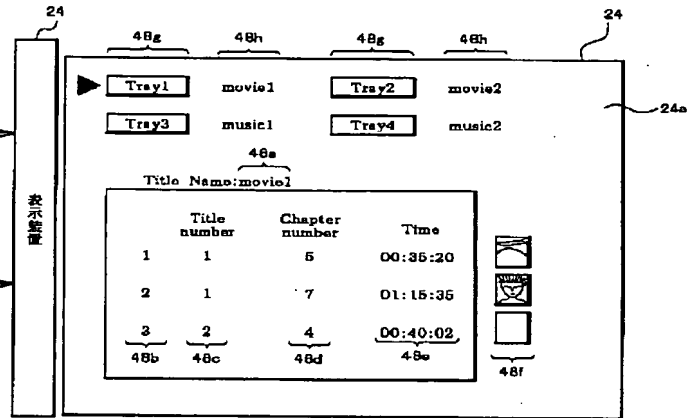 24
48g 48h 48g 48h
24
Tray1 movie1 Tray2 movie2
24a
Tray3 music1 Tray4 music2
48a
Title Name:movie1
表示
Title number Chapter number Time
1 1 5 00:35:20
2 1 7 01:15:35
3 2 4 00:40:02
48b 48c 48d 48e 48f